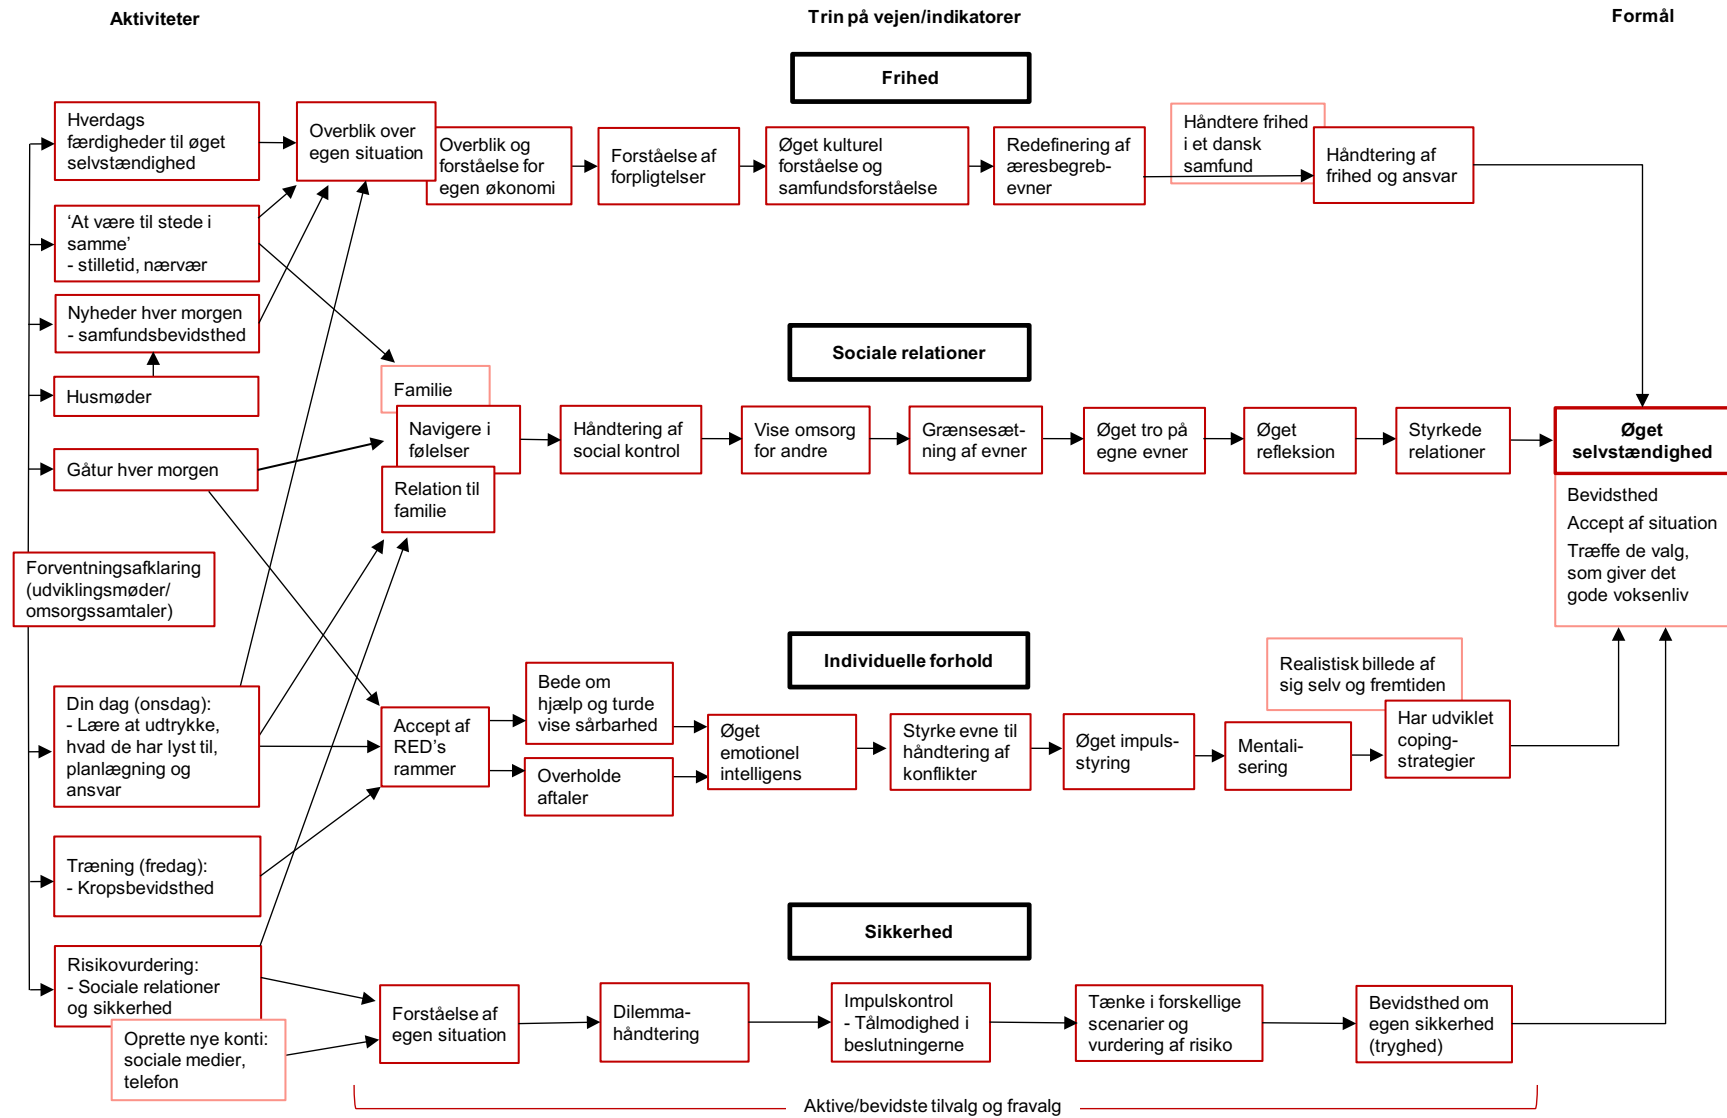 Aktiviteter
Trin på vejen/indikatorer
Formål
Frihed
Hverdags
færdigheder til øget
selvstændighed
Overblik over
egen situation
Overblik og
forståelse for
egen økonomi
Forståelse af
forpligtelser
Øget kulturel
forståelse og
samfundsforståelse
Redefinering af
æresbegreb-
evner
Håndtere frihed
i et dansk
samfund
Håndtering af
frihed og ansvar
‘At være til stede i
samme’
- stilletid, nærvær
Nyheder hver morgen
- samfundsbevidsthed
Husmøder
Gåtur hver morgen
Sociale relationer
Familie
Navigere i
følelser
Relation til
familie
Håndtering af
social kontrol
Vise omsorg
for andre
Grænsesæt-
ning af evner
Øget tro på
egne evner
Øget
refleksion
Styrkede
relationer
Øget
selvstændighed
Bevidsthed
Accept af situation
Træffe de valg,
som giver det
gode voksenliv
Forventningsafklaring
(udviklingsmøder/
omsorgssamtaler)
Individuelle forhold
Din dag (onsdag):
- Lære at udtrykke,
hvad de har lyst til,
planlægning og
ansvar
Accept af
RED’s
rammer
Bede om
hjælp og turde
vise sårbarhed
Overholde
aftaler
Øget
emotionel
intelligens
Styrke evne til
håndtering af
konflikter
Øget impuls-
styring
Mentali-
sering
Realistisk billede af
sig selv og fremtiden
Har udviklet
coping-
strategier
Træning (fredag):
- Kropsbevidsthed
Sikkerhed
Risikovurdering:
- Sociale relationer
og sikkerhed
Oprette nye konti:
sociale medier,
telefon
Forståelse af
egen situation
Dilemma-
håndtering
Impulskontrol
- Tålmodighed i
beslutningerne
Tænke i forskellige
scenarier og
vurdering af risiko
Bevidsthed om
egen sikkerhed
(tryghed)
Aktive/bevidste tilvalg og fravalg